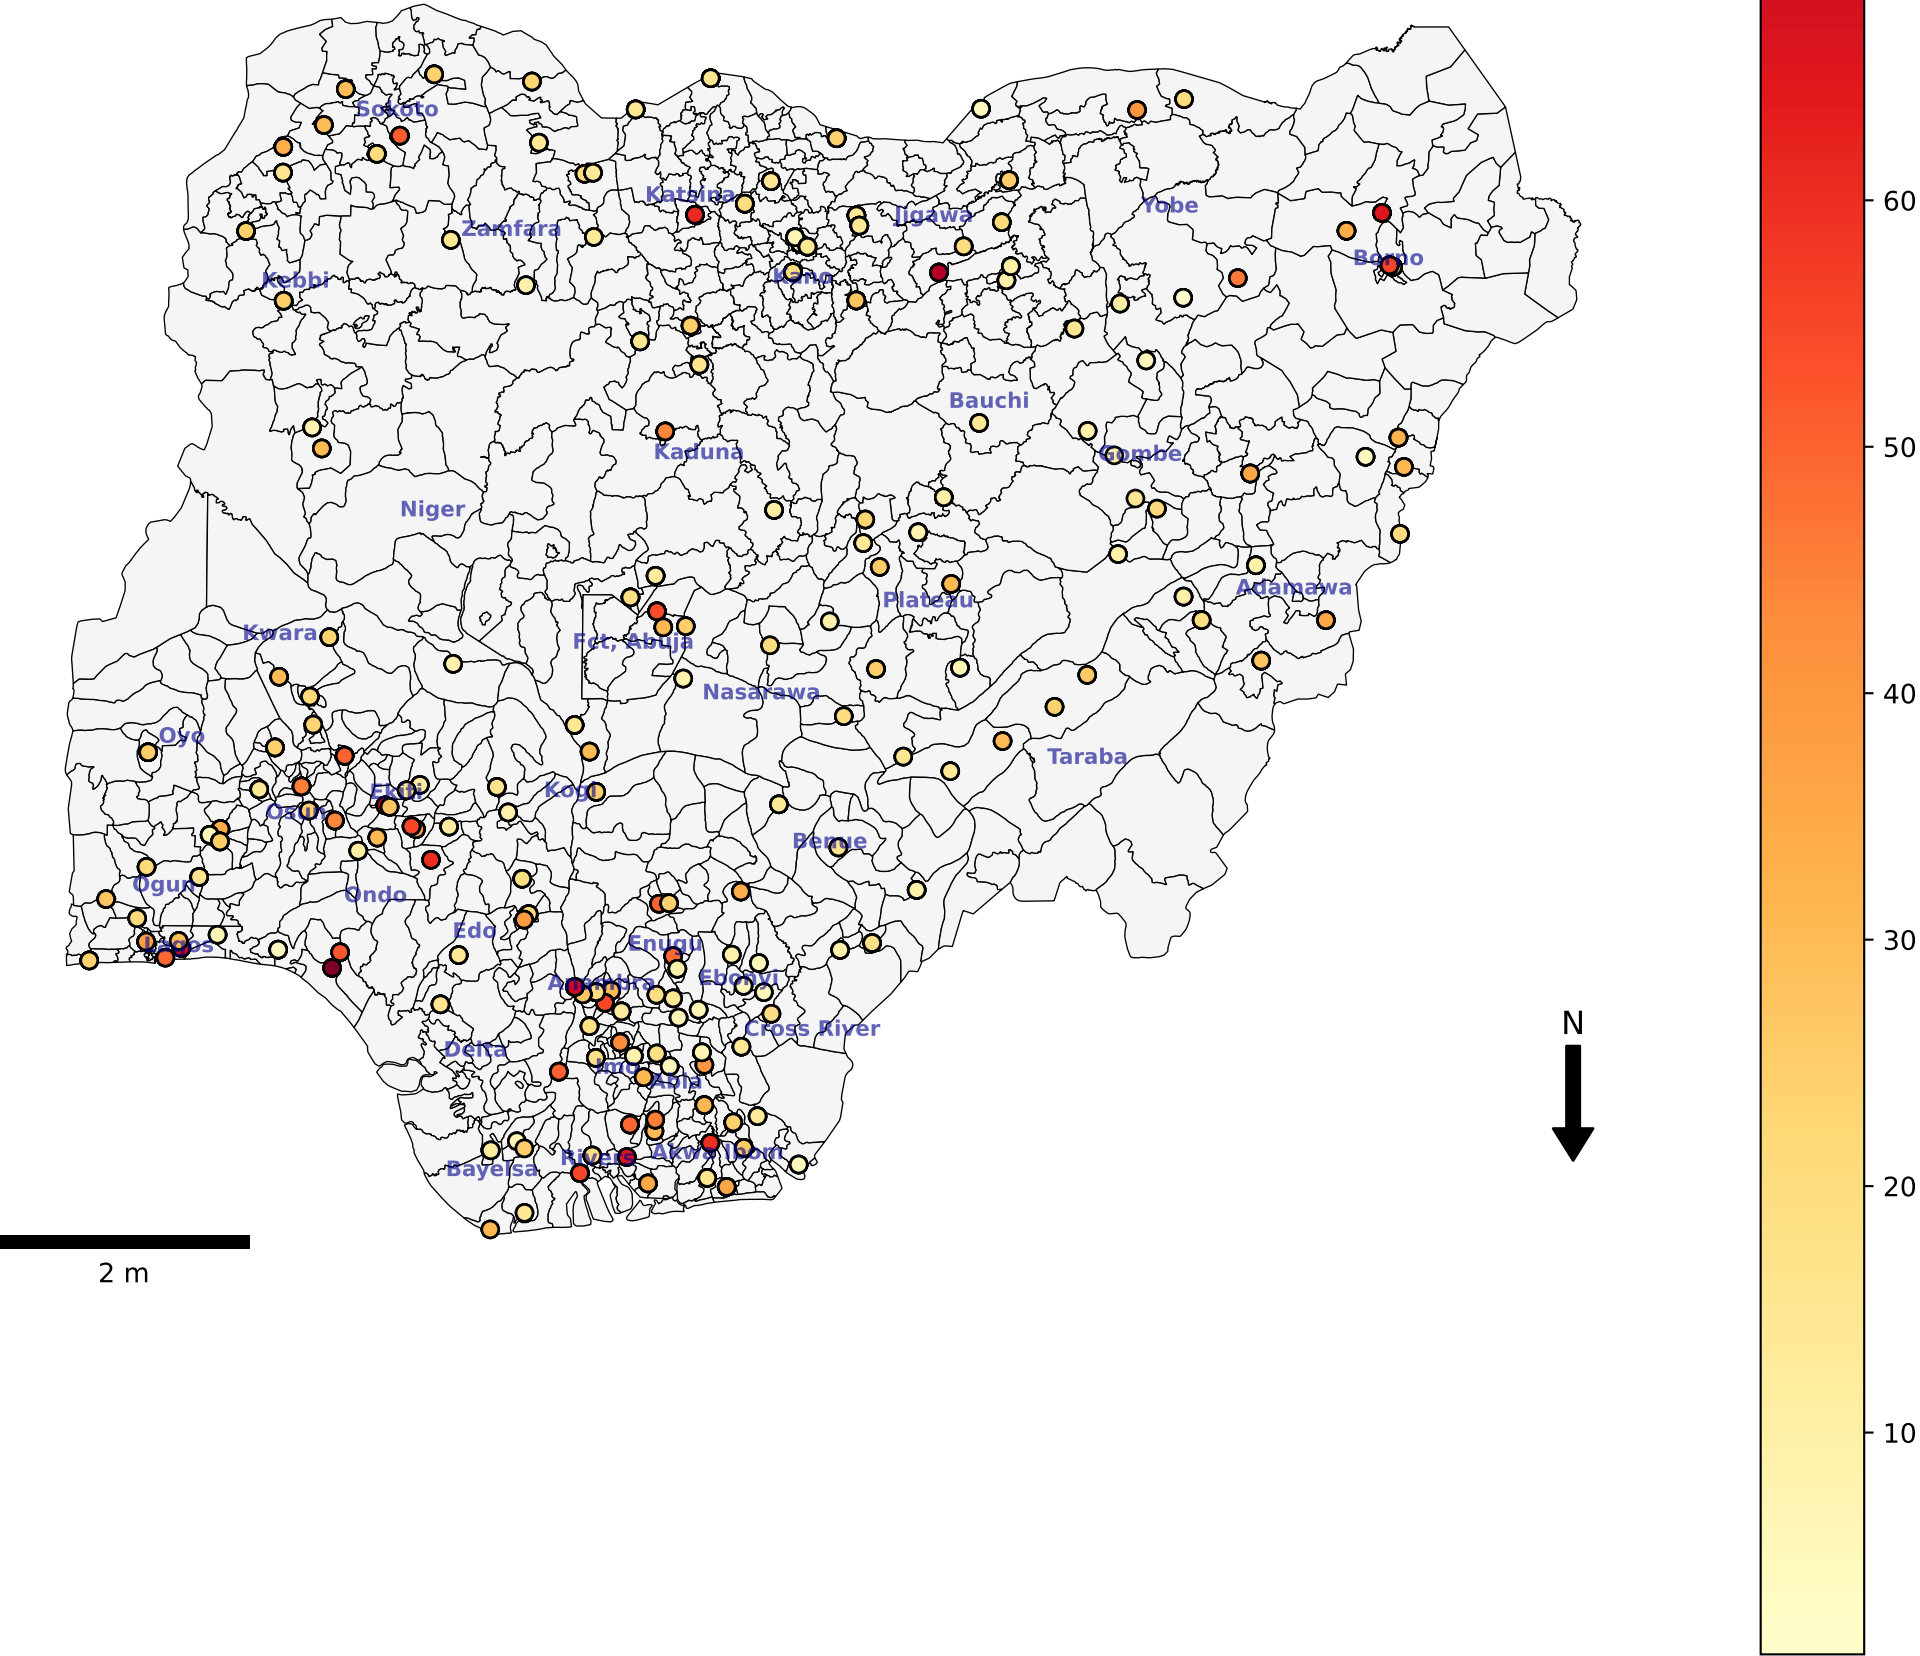 Sokoto
Katsina
Jigawa
Yobe
Zamfara
Borno
Kebbi
Kano
Bauchi
Kaduna
Gombe
Niger
Adamawa
Plateau
Kwara
Fct, Abuja
Nasarawa
Oyo
Taraba
Ekiti
Kogi
Osun
Benue
Ogun
Ondo
Edo
Lagos
Enugu
Anambra
Ebonyi
Cross River
Delta
Imo
Abia
Rivers
Akwa Ibom
Bayelsa
N
2 m
60
50
40
30
20
10